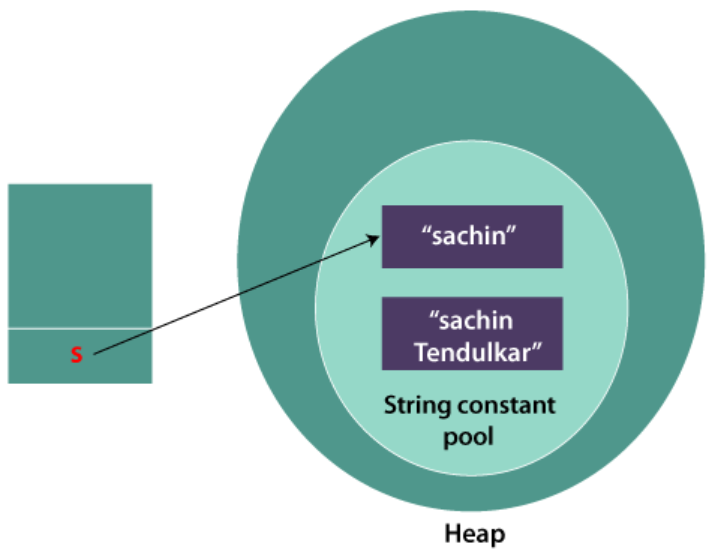 s
“sachin”
“sachin
Tendulkar”
String constant
pool
Heap